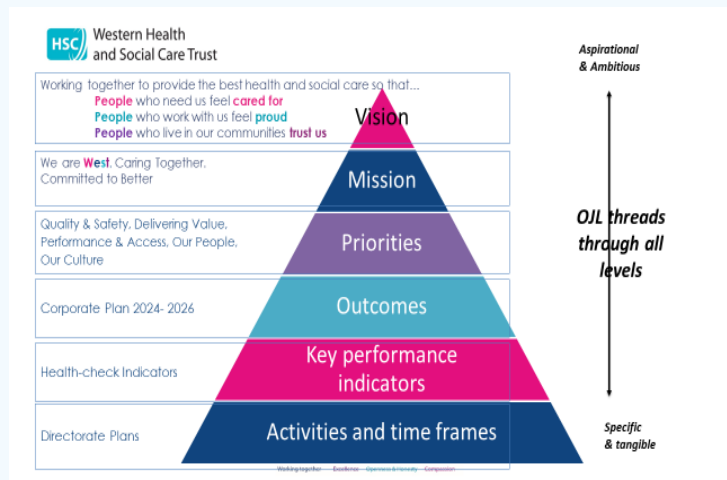 HSC
Western Health
and Social Care Trust
Aspirational
& Ambitious
Working together to provide the best health and social care so that...
People who need us feel cared for
People who work with us feel proud
People who live in our communities trust us
Vision
We are West. Caring Together.
Committed to Better
Mission
Quality & Safety, Delivering Value,
Performance & Access, Our People,
Our Culture
Priorities
OJL threads
through all
levels
Corporate Plan 2024- 2026
Outcomes
Health-check Indicators
Key performance
indicators
Directorate Plans
Activities and time frames
Specific
& tangible
Working together Excellence Openness & Honesty Compassion